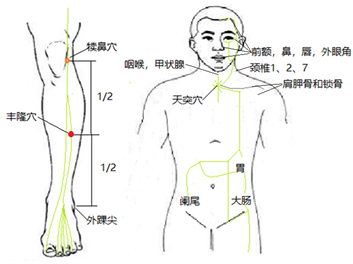 犊鼻穴
1/2
丰隆穴
1/2
外踝尖
前额，鼻，唇，外眼角
咽喉，甲状腺
颈椎1、2、7
肩胛骨和锁骨
天突穴
胃
阑尾
大肠